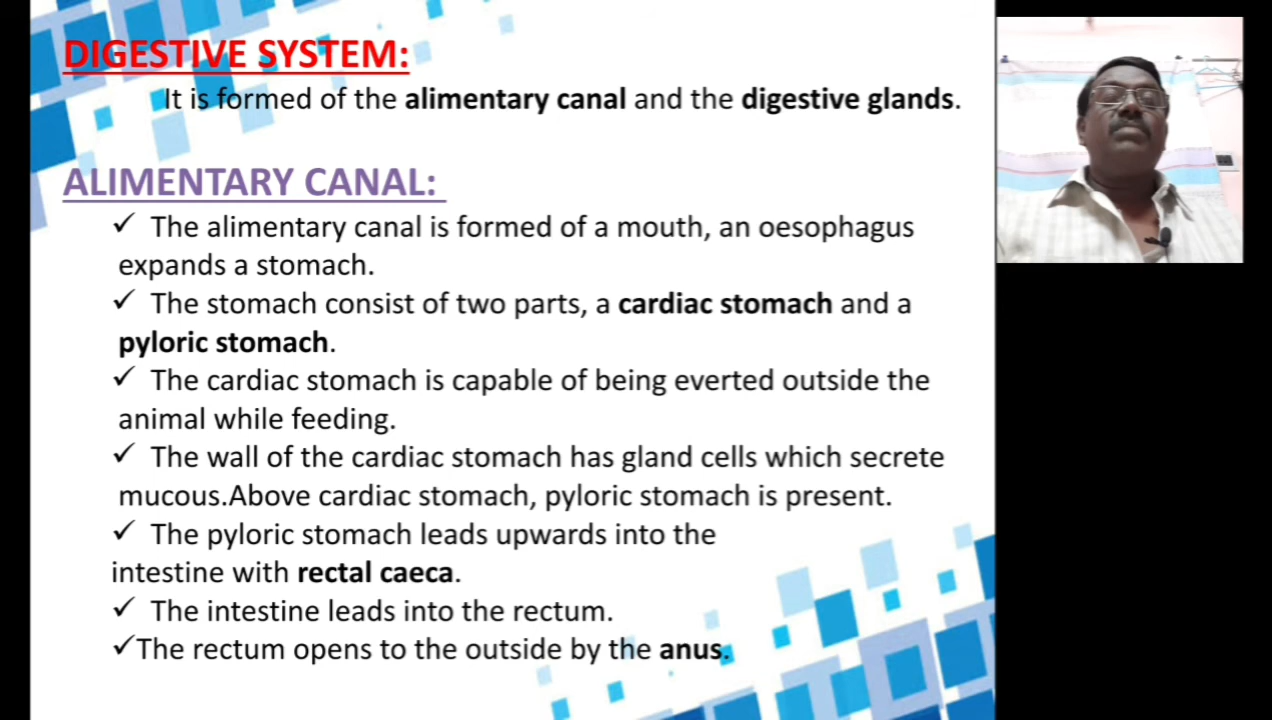 DIGESTIVE SYSTEM:
It is formed of the alimentary canal and the digestive glands.
ALIMENTARY CANAL:
✓ The alimentary canal is formed of a mouth, an oesophagus
expands a stomach.
✓ The stomach consist of two parts, a cardiac stomach and a
pyloric stomach.
✓ The cardiac stomach is capable of being everted outside the
animal while feeding.
✓ The wall of the cardiac stomach has gland cells which secrete
mucous.Above cardiac stomach, pyloric stomach is present.
✓ The pyloric stomach leads upwards into the
intestine with rectal caeca.
✓ The intestine leads into the rectum.
✓The rectum opens to the outside by the anus.